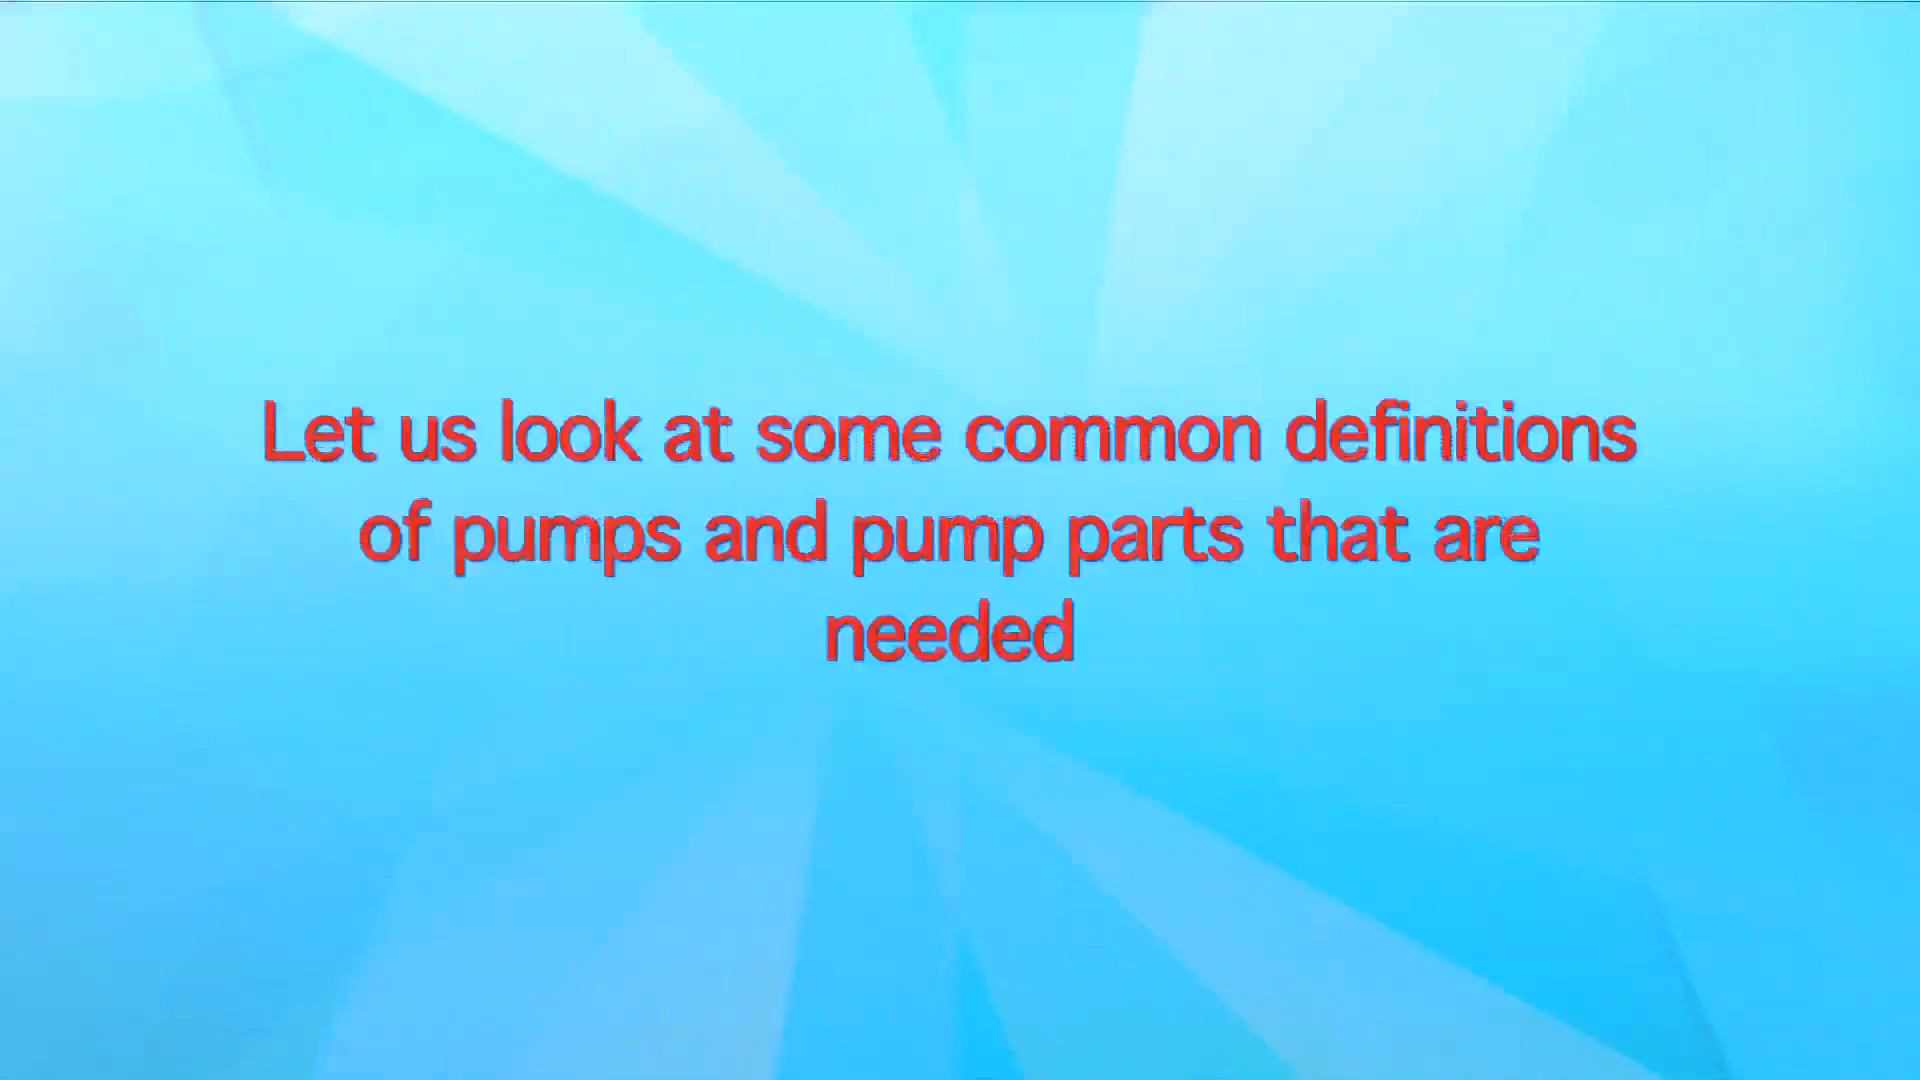 Let us look at some common definitions
of pumps and pump parts that are
needed